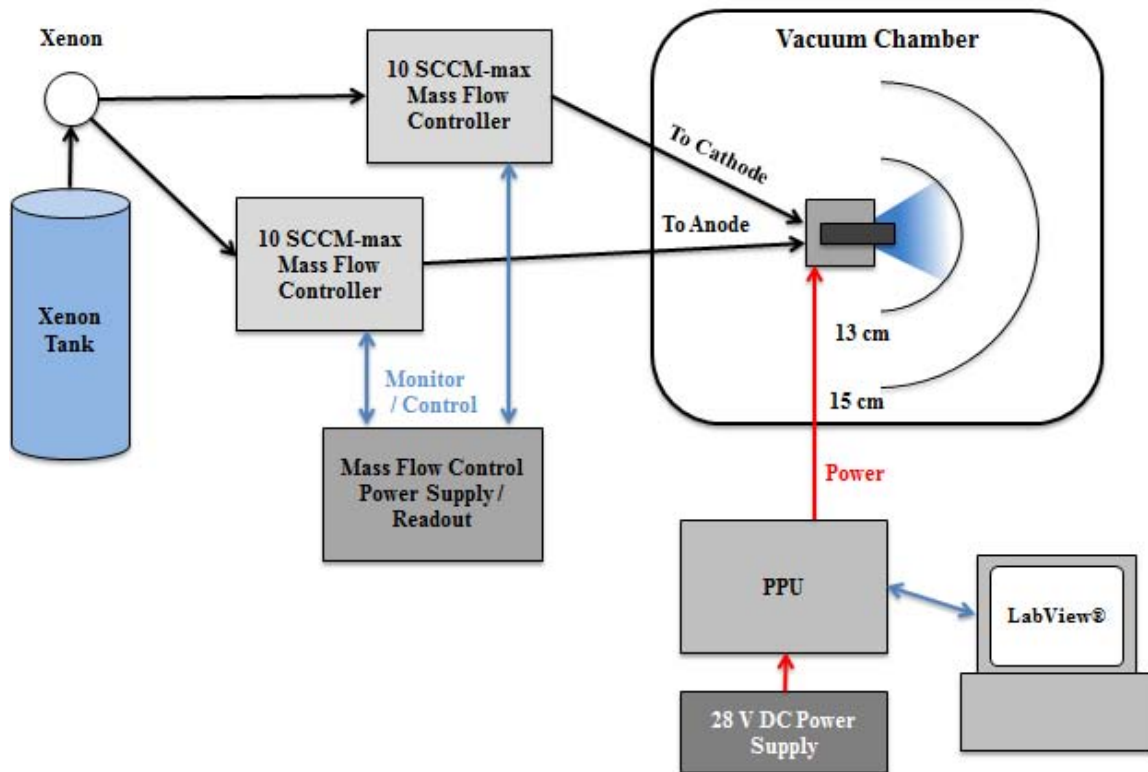 Xenon
10 SCCM-max
Mass Flow
Controller
Vacuum Chamber
To Cathode
10 SCCM-max
Mass Flow
Controller
To Anode
Xenon
Tank
13 cm
15 cm
Monitor
/ Control
Mass Flow Control
Power Supply /
Readout
Power
PPU
LabView®
28 V DC Power
Supply